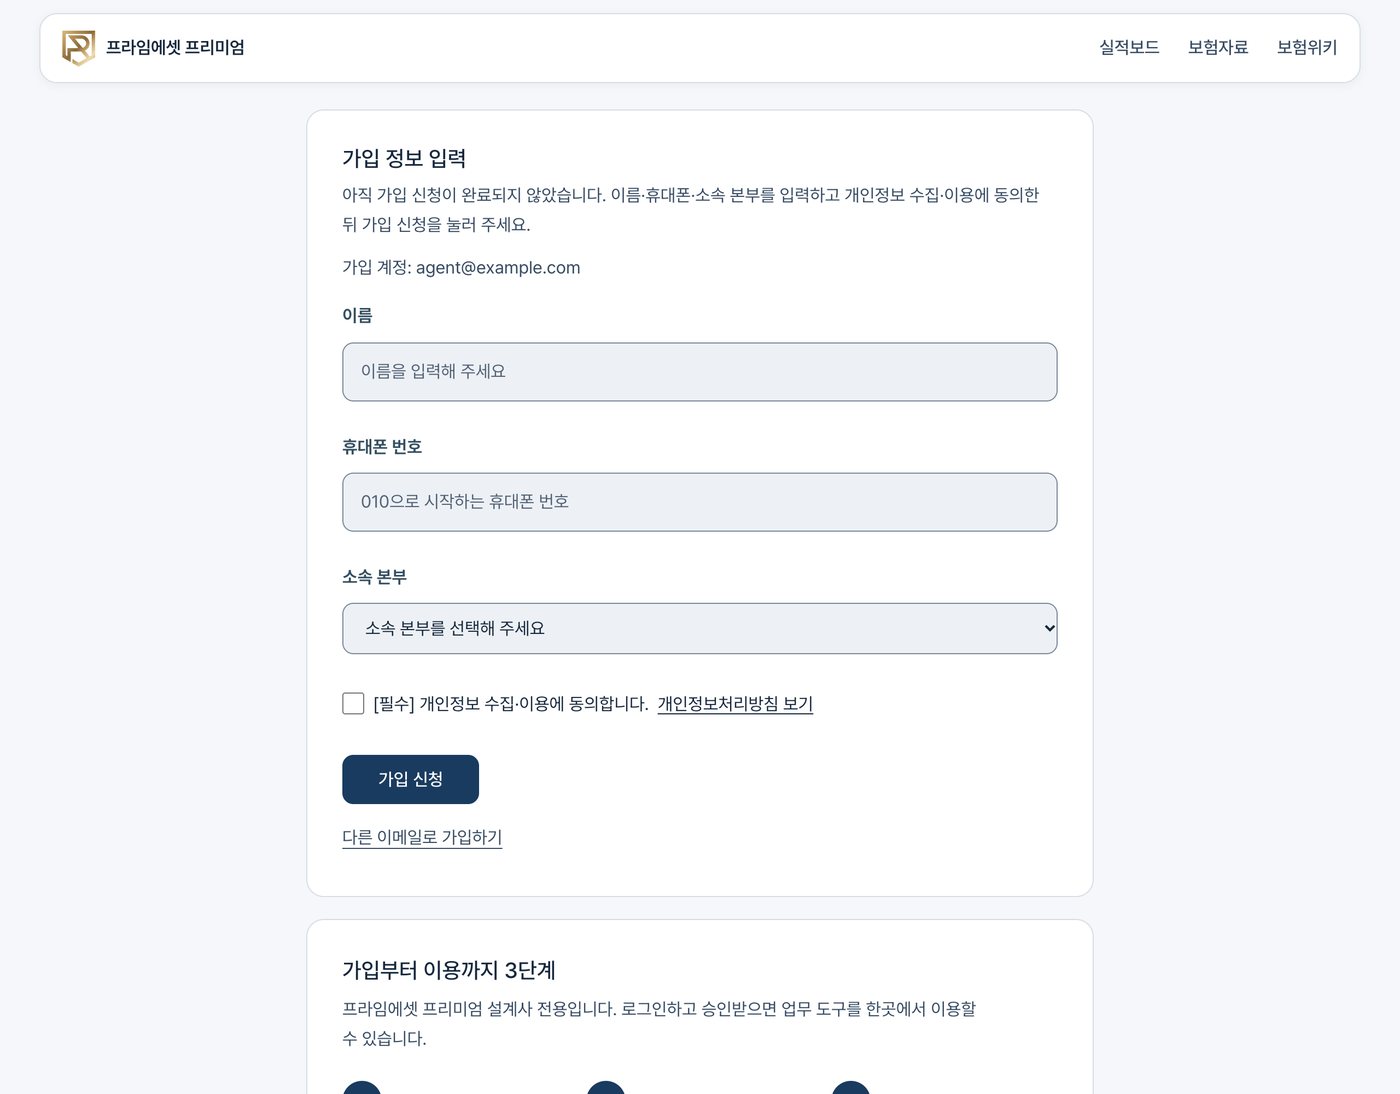 프라임에셋 프리미엄
실적보드
보험자료
보험위키
가입 정보 입력
아직 가입 신청이 완료되지 않았습니다. 이름·휴대폰·소속 본부를 입력하고 개인정보 수집·이용에 동의한
뒤 가입 신청을 눌러 주세요.
가입 계정: agent@example.com
이름
이름을 입력해 주세요
휴대폰 번호
010으로 시작하는 휴대폰 번호
소속 본부
소속 본부를 선택해 주세요
[필수] 개인정보 수집·이용에 동의합니다. 개인정보처리방침 보기
가입 신청
다른 이메일로 가입하기
가입부터 이용까지 3단계
프라임에셋 프리미엄 설계사 전용입니다. 로그인하고 승인받으면 업무 도구를 한곳에서 이용할
수 있습니다.